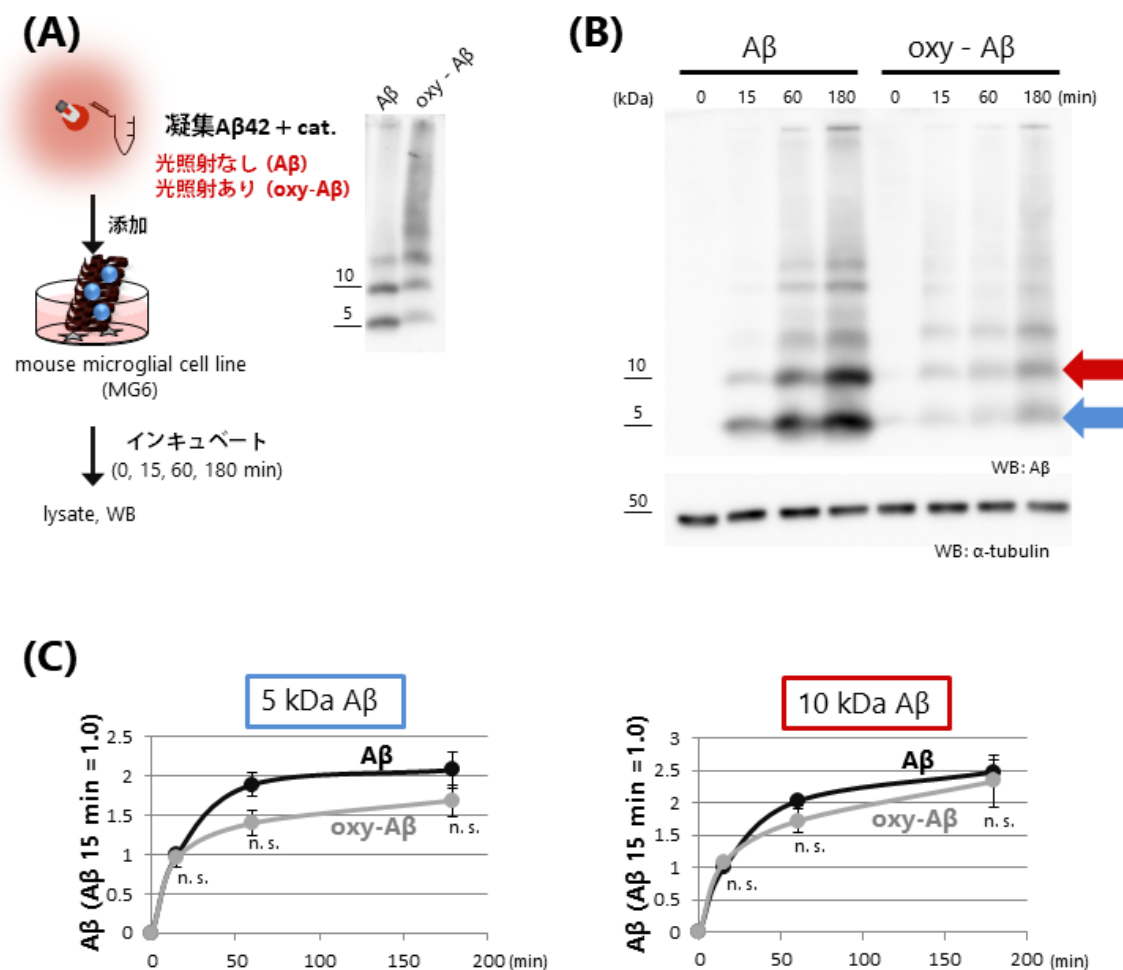 (A)
凝集Aβ42 + cat.
光照射なし (Aβ)
光照射あり (oxy-Aβ)
添加
mouse microglial cell line
(MG6)
インキュベート
(0, 15, 60, 180 min)
lysate, WB
Aβ
oxy - Aβ
10
5
(B)
Aβ
oxy - Aβ
(kDa) 0 15 60 180 0 15 60 180 (min)
10
5
WB: Aβ
50
WB: α-tubulin
(C)
5 kDa Aβ
Aβ (Aβ 15 min = 1.0)
2.5
2
1.5
1
0.5
0
Aβ
oxy-Aβ
n. s.
n. s.
n. s.
0 50 100 150 200 (min)
10 kDa Aβ
Aβ (Aβ 15 min = 1.0)
3
2.5
2
1.5
1
0.5
0
Aβ
oxy-Aβ
n. s.
n. s.
n. s.
0 50 100 150 200 (min)